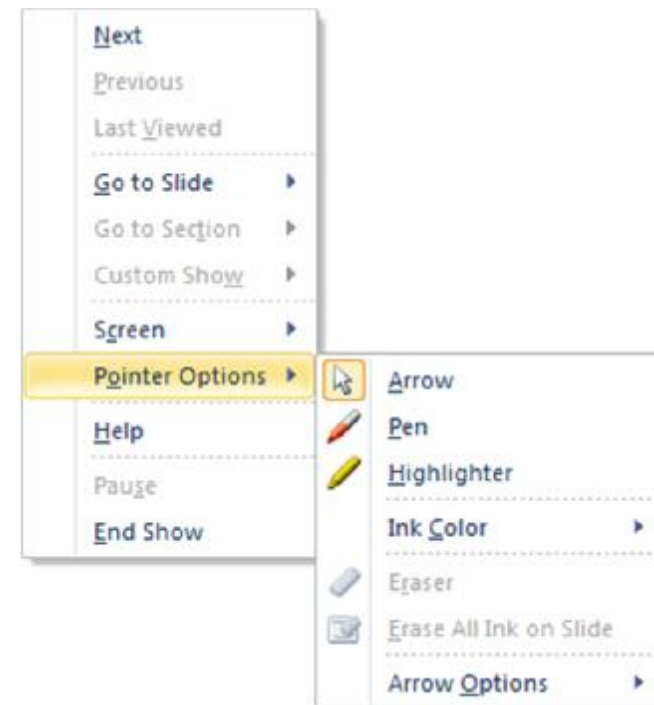 Next
Previous
Last Viewed
Go to Slide
Go to Section
Custom Show
Screen
Pointer Options
Help
Pause
End Show
Arrow
Pen
Highlighter
Ink Color
Eraser
Erase All Ink on Slide
Arrow Options